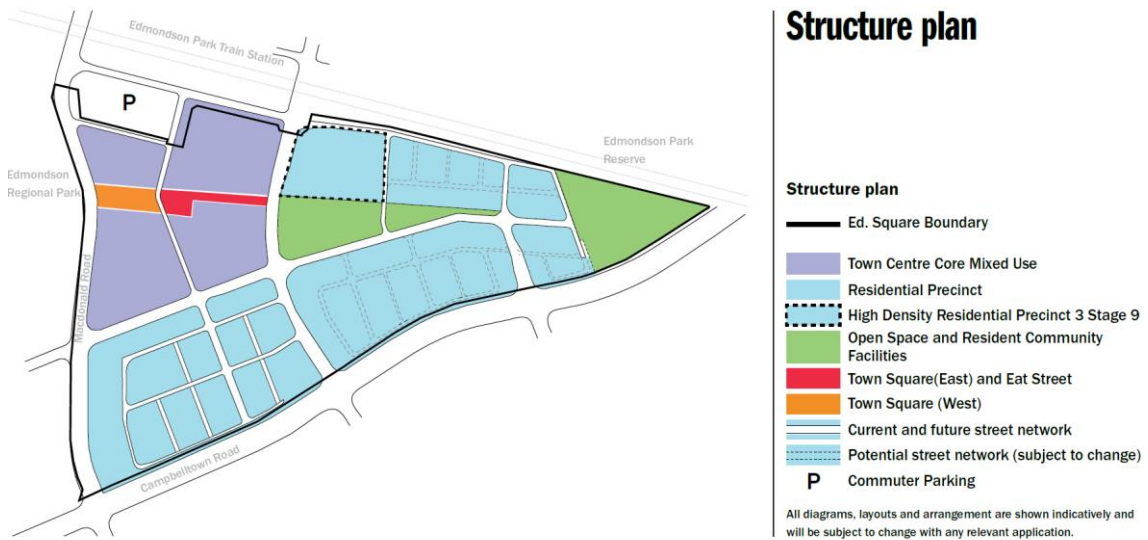 Edmondson Park Train Station
P
Edmondson Park
Reserve
Edmondson
Regional Park
Macdonald Road
Campbelltown Road
Structure plan
Structure plan
Ed. Square Boundary
Town Centre Core Mixed Use
Residential Precinct
High Density Residential Precinct 3 Stage 9
Open Space and Resident Community
Facilities
Town Square(East) and Eat Street
Town Square (West)
Current and future street network
Potential street network (subject to change)
P Commuter Parking
All diagrams, layouts and arrangement are shown indicatively and
will be subject to change with any relevant application.